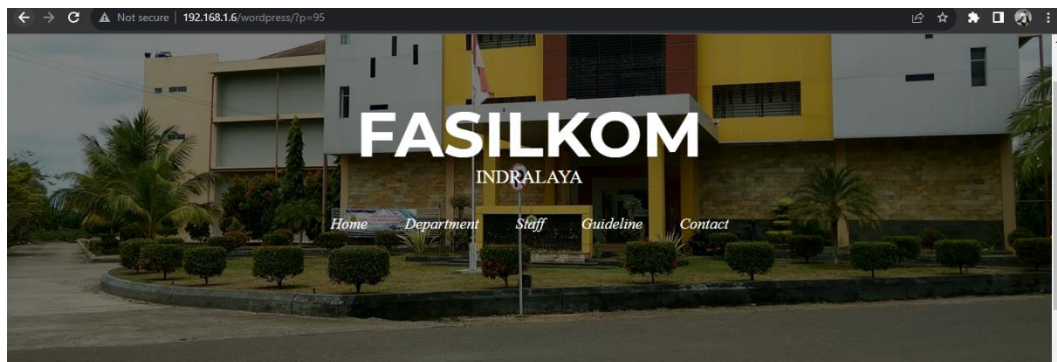 Not secure | 192.168.1.6/wordpress/?p=95
FASILKOM
INDRALAYA
Home Department Staff Guideline Contact